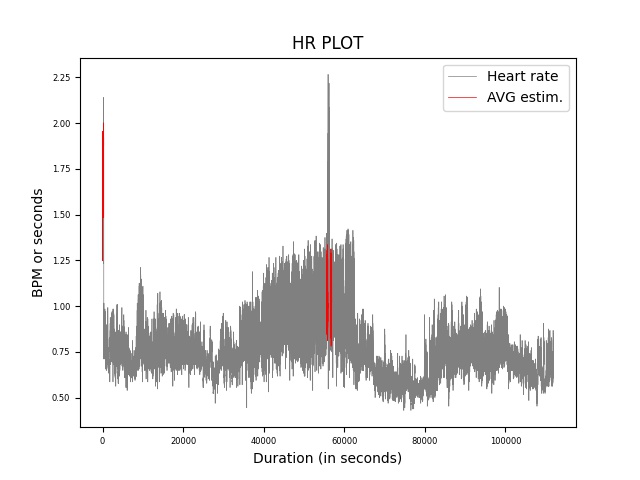 HR PLOT
Heart rate
AVG estim.
BPM or seconds
2.25
2.00
1.75
1.50
1.25
1.00
0.75
0.50
0
20000
40000
60000
80000
100000
Duration (in seconds)